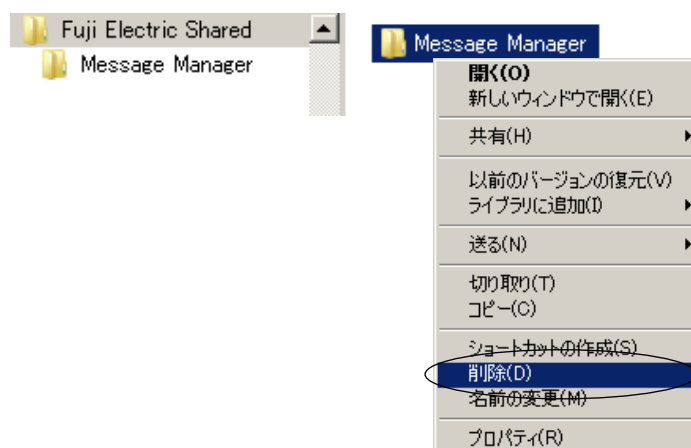 Fuji Electric Shared
Message Manager
Message Manager
開く(O)
新しいウィンドウで開く(E)
共有(H)
以前のバージョンの復元(V)
ライブラリに追加(I)
送る(N)
切り取り(T)
コピー(C)
ショートカットの作成(S)
削除(D)
名前の変更(M)
プロパティ(R)